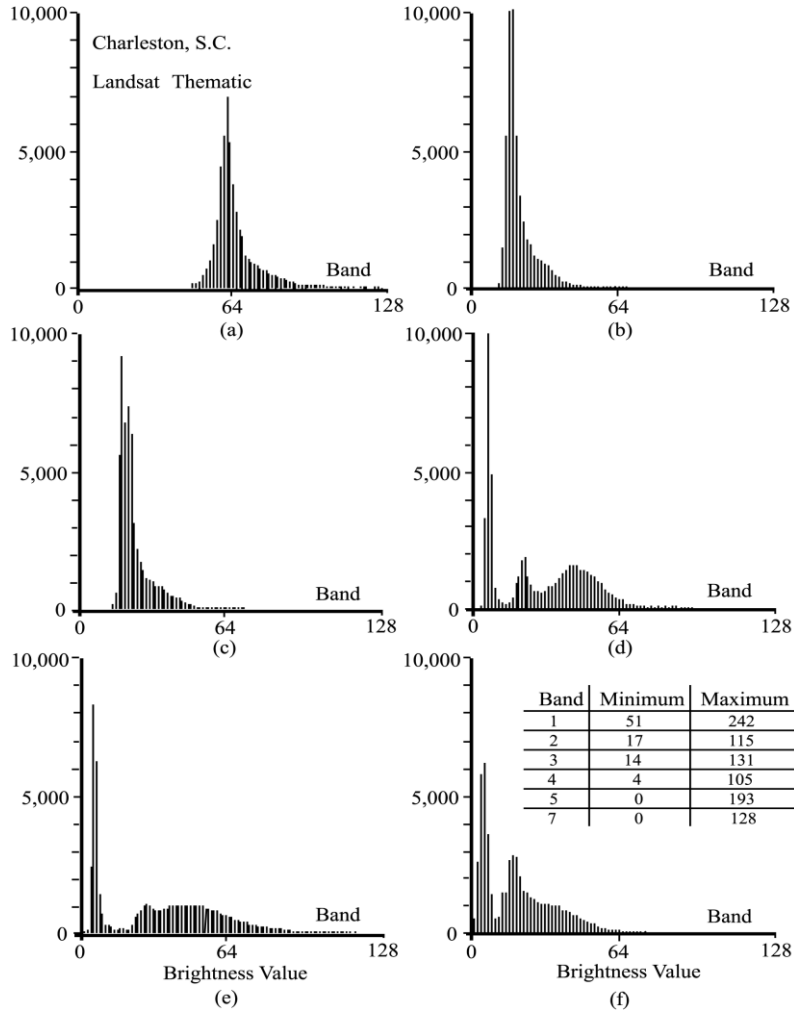 10,000
Charleston, S.C.
Landsat Thematic
5,000
Band
0
0 64 128
(a)
10,000
5,000
0
0 64 128
(b)
10,000
5,000
Band
0
0 64 128
(c)
10,000
5,000
Band
0
0 64 128
(d)
10,000
5,000
Band
0
0 64 128
Brightness Value
(e)
10,000
Band Minimum Maximum
1 51 242
2 17 115
3 14 131
4 4 105
5 0 193
7 0 128
5,000
Band
0
0 64 128
Brightness Value
(f)